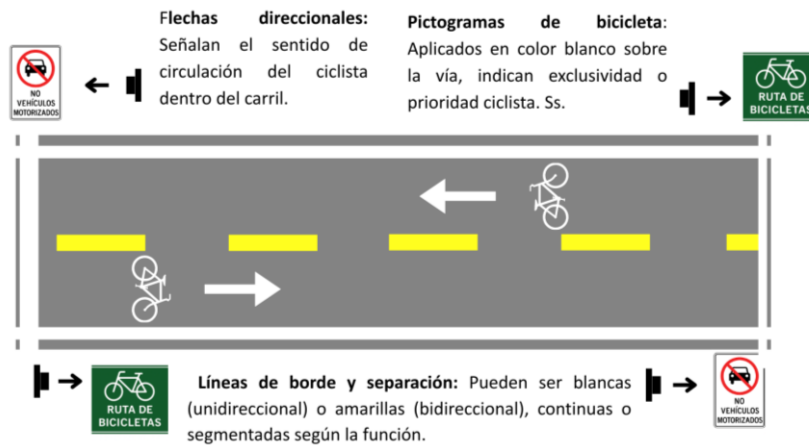 Flechas direccionales:
Señalan el sentido de
circulación del ciclista
dentro del carril.
Pictogramas de bicicleta:
Aplicados en color blanco sobre
la vía, indican exclusividad o
prioridad ciclista. Ss.
NO
VEHÍCULOS
MOTORIZADOS
RUTA DE
BICICLETAS
RUTA DE
BICICLETAS
Líneas de borde y separación: Pueden ser blancas
(unidireccional) o amarillas (bidireccional), continuas o
segmentadas según la función.
NO
VEHÍCULOS
MOTORIZADOS